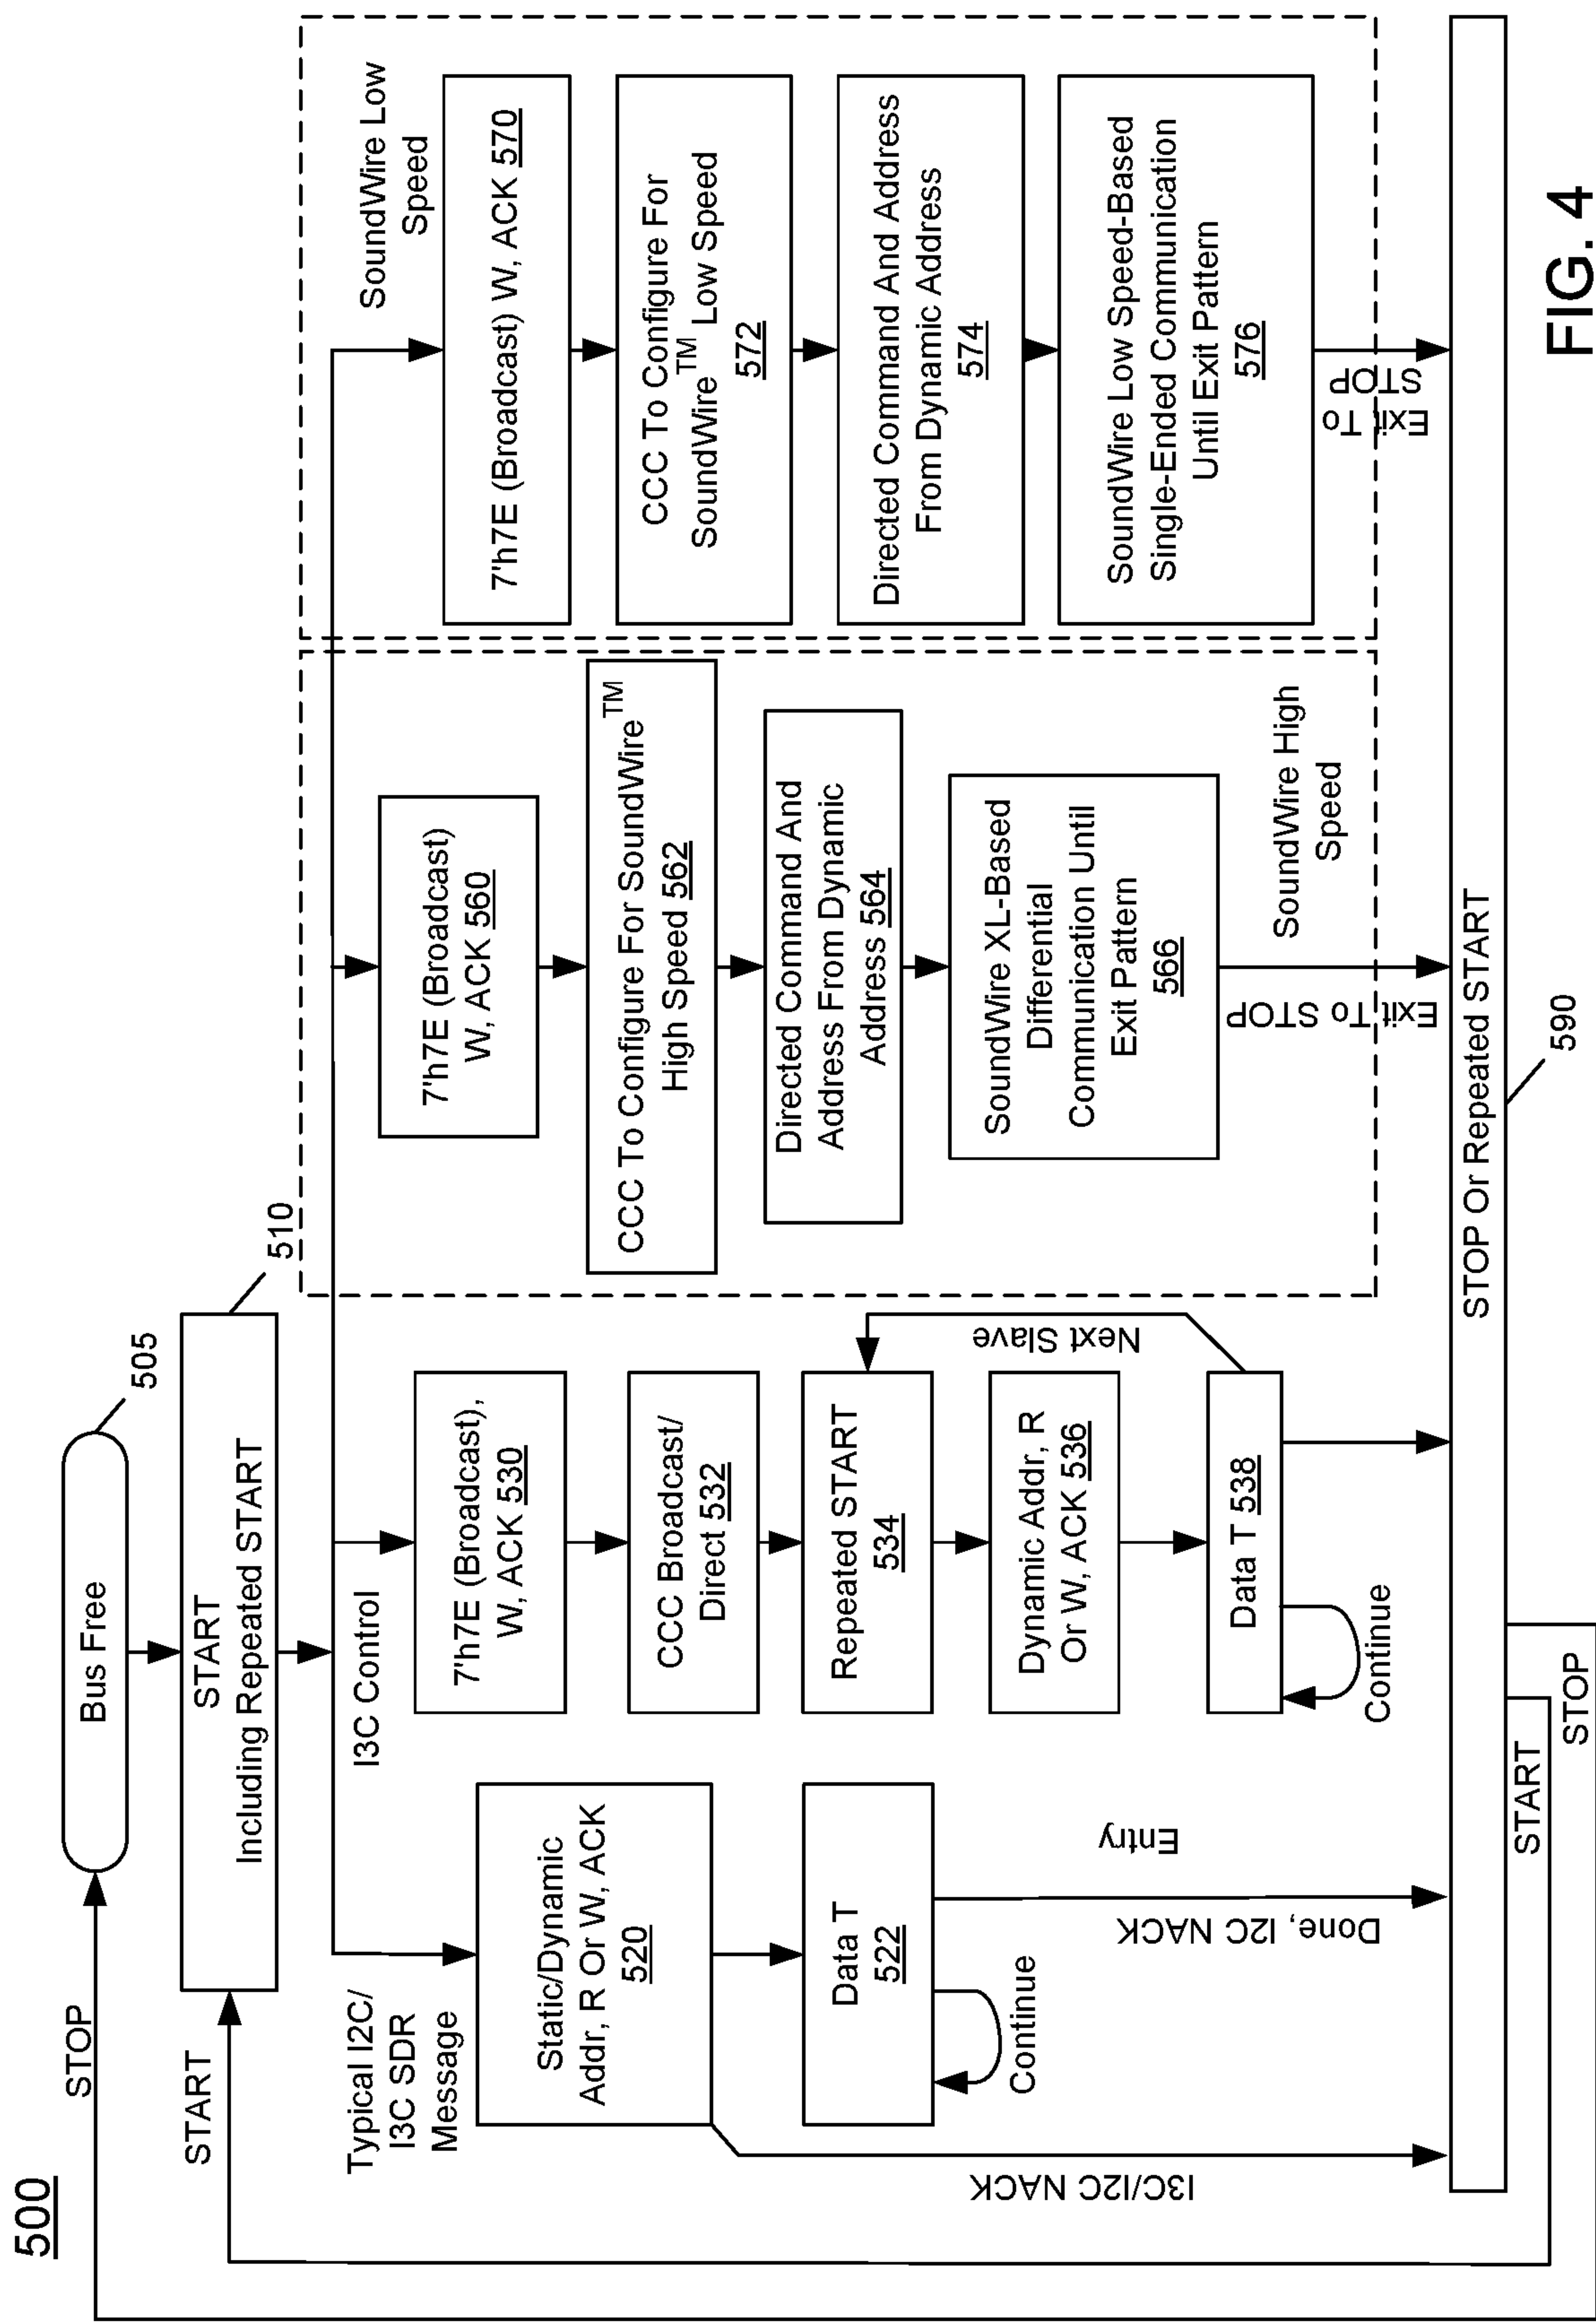 500
STOP
START
Bus Free
505
START
Including Repeated START
510
Typical I2C/
I3C SDR
Message
Static/Dynamic
Addr, R Or W, ACK
520
Data T
522
Continue
I3C/I2C NACK
Done, I2C NACK
Entry
I3C Control
7'h7E (Broadcast),
W, ACK 530
CCC Broadcast/
Direct 532
Repeated START
534
Dynamic Addr, R
Or W, ACK 536
Data T 538
Continue
Next Slave
7'h7E (Broadcast)
W, ACK 560
CCC To Configure For SoundWire™
High Speed 562
Directed Command And
Address From Dynamic
Address 564
SoundWire XL-Based
Differential
Communication Until
Exit Pattern
566
SoundWire High
Speed
Exit To STOP
SoundWire Low
Speed
7'h7E (Broadcast) W, ACK 570
CCC To Configure For
SoundWire™ Low Speed
572
Directed Command And Address
From Dynamic Address
574
SoundWire Low Speed-Based
Single-Ended Communication
Until Exit Pattern
576
Exit To
STOP
STOP Or Repeated START
590
START
STOP
FIG. 4